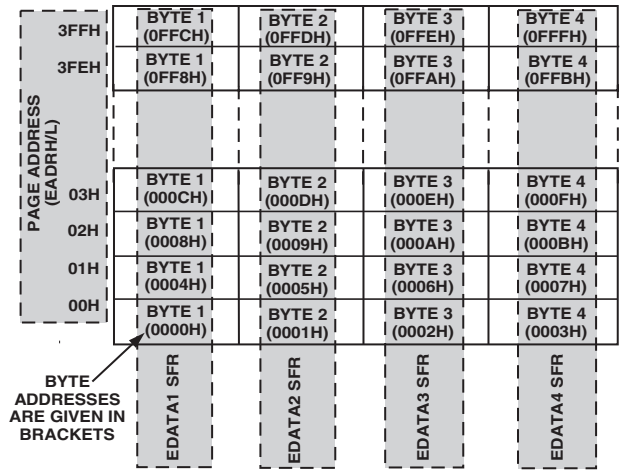 3FFH
BYTE 1
(0FFCH)
BYTE 2
(0FFDH)
BYTE 3
(0FFEH)
BYTE 4
(0FFFH)
3FEH
BYTE 1
(0FF8H)
BYTE 2
(0FF9H)
BYTE 3
(0FFAH)
BYTE 4
(0FFBH)
PAGE ADDRESS
(EADRH/L)
03H
BYTE 1
(000CH)
BYTE 2
(000DH)
BYTE 3
(000EH)
BYTE 4
(000FH)
02H
BYTE 1
(0008H)
BYTE 2
(0009H)
BYTE 3
(000AH)
BYTE 4
(000BH)
01H
BYTE 1
(0004H)
BYTE 2
(0005H)
BYTE 3
(0006H)
BYTE 4
(0007H)
00H
BYTE 1
(0000H)
BYTE 2
(0001H)
BYTE 3
(0002H)
BYTE 4
(0003H)
BYTE
ADDRESSES
ARE GIVEN IN
BRACKETS
EDATA1 SFR
EDATA2 SFR
EDATA3 SFR
EDATA4 SFR